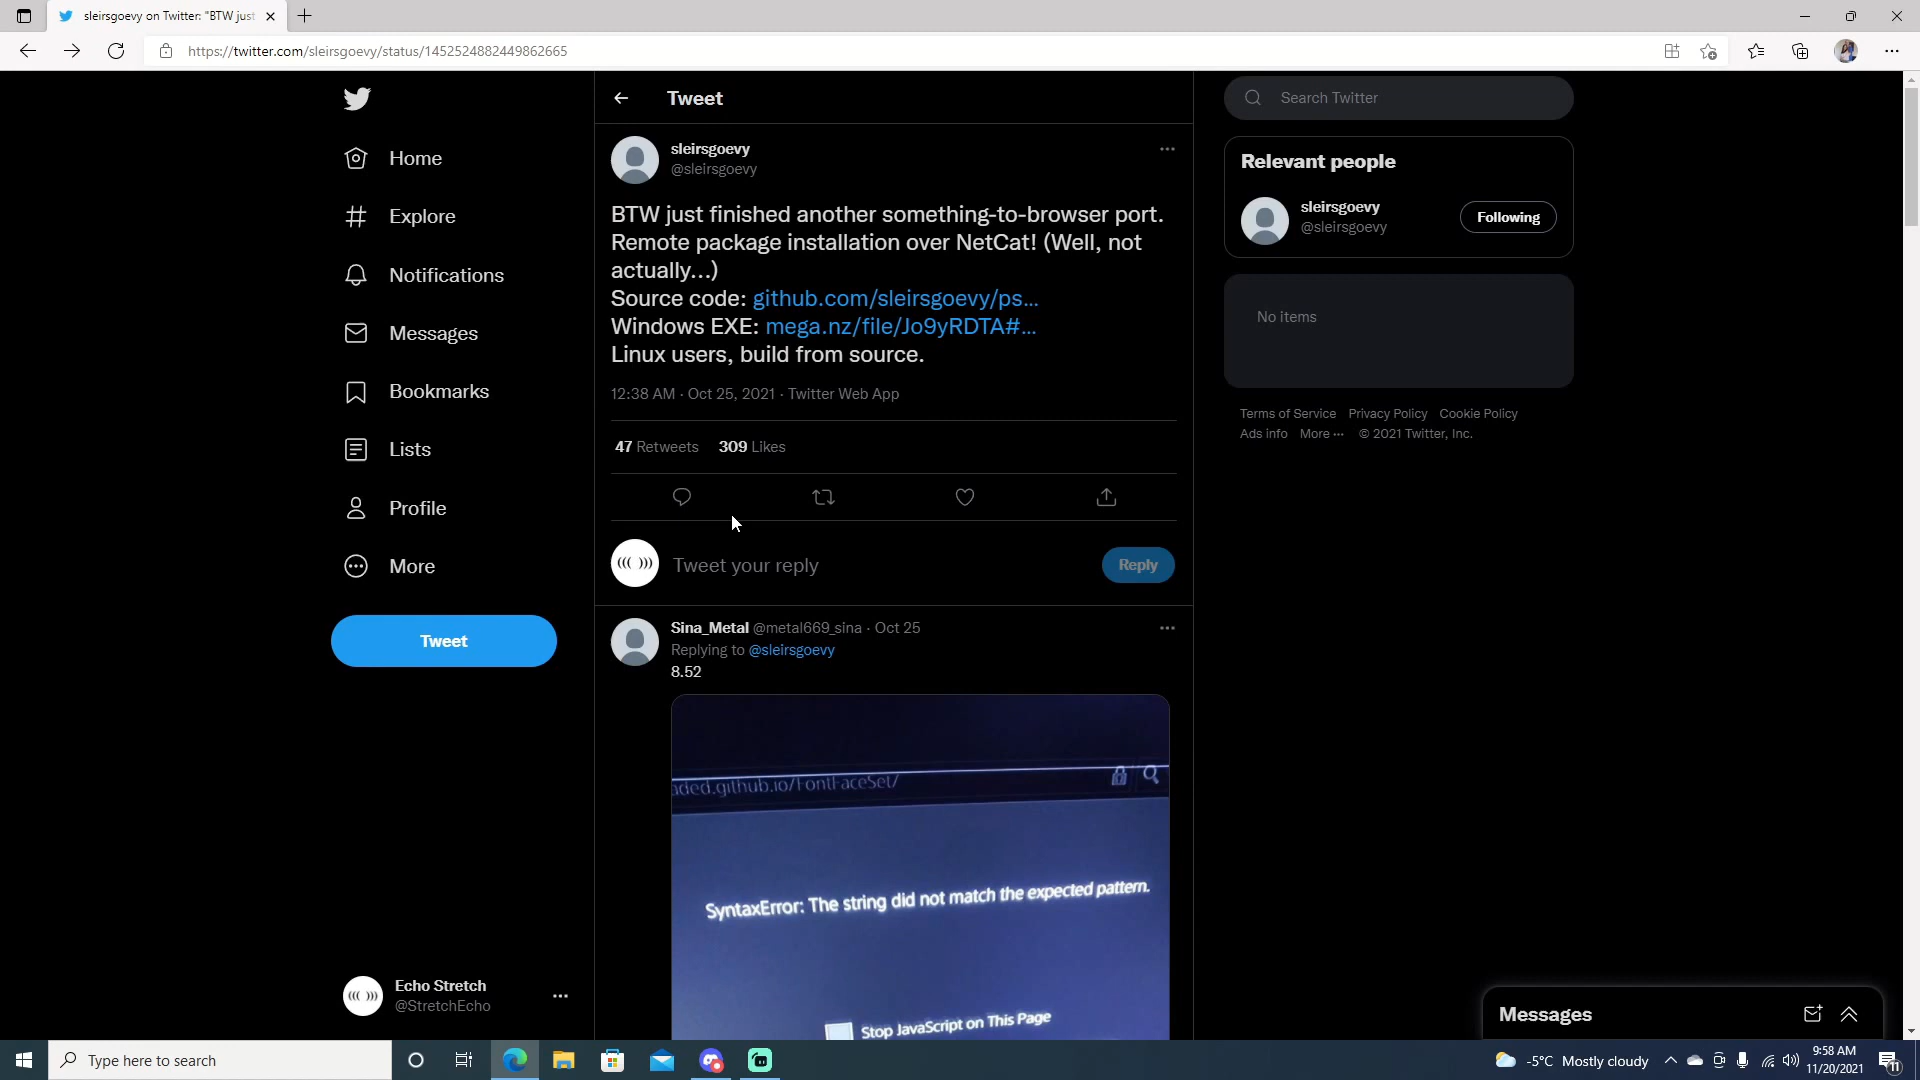 sleirsgoevy on Twitter: "BTW just
https://twitter.com/sleirsgoevy/status/1452524882449862665
Home
Explore
Notifications
Messages
Bookmarks
Lists
Profile
More
Tweet
Echo Stretch
@StretchEcho
Tweet
sleirsgoevy
@sleirsgoevy
BTW just finished another something-to-browser port.
Remote package installation over NetCat! (Well, not
actually...)
Source code: github.com/sleirsgoevy/ps...
Windows EXE: mega.nz/file/Jo9yRDTA#...
Linux users, build from source.
12:38 AM · Oct 25, 2021 · Twitter Web App
47 Retweets 309 Likes
Tweet your reply
Reply
Sina_Metal @metal669_sina · Oct 25
Replying to @sleirsgoevy
8.52
aded.github.io/FontFaceSet/
SyntaxError: The string did not match the expected pattern.
Stop JavaScript on This Page
Search Twitter
Relevant people
sleirsgoevy
@sleirsgoevy
Following
No items
Terms of Service Privacy Policy Cookie Policy
Ads info More ··· © 2021 Twitter, Inc.
Messages
Type here to search
-5°C Mostly cloudy
9:58 AM
11/20/2021
11